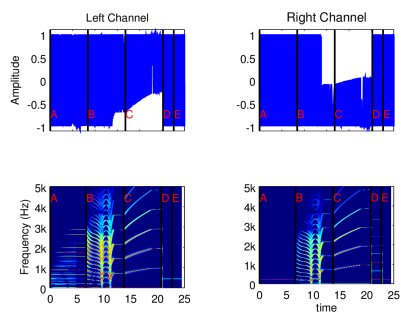 Left Channel
Right Channel
Amplitude
1
0.5
0
-0.5
-1
A
B
C
D
E
1
0.5
0
-0.5
-1
A
B
C
D
E
Frequency (Hz)
5k
4k
3k
2k
1k
0
A
B
C
D
E
0
5
10
15
20
25
5k
4k
3k
2k
1k
0
A
B
C
D
E
0
5
10
15
20
25
time